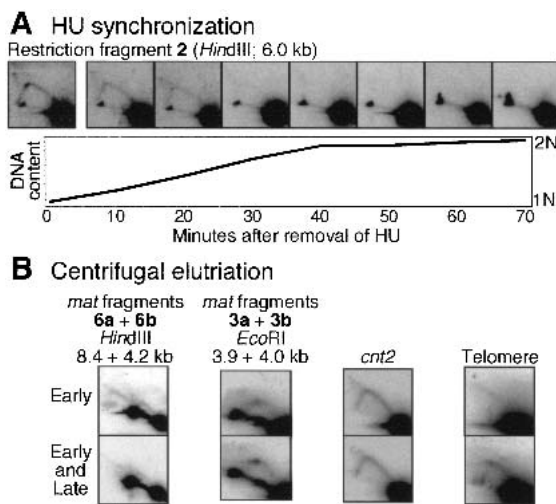 A HU synchronization
Restriction fragment 2 (HindIII; 6.0 kb)
DNA content
2N
1N
0 10 20 30 40 50 60 70
Minutes after removal of HU
B Centrifugal elutriation
mat fragments
6a + 6b
HindIII
8.4 + 4.2 kb
mat fragments
3a + 3b
EcoRI
3.9 + 4.0 kb
cnt2
Telomere
Early
Early
and
Late